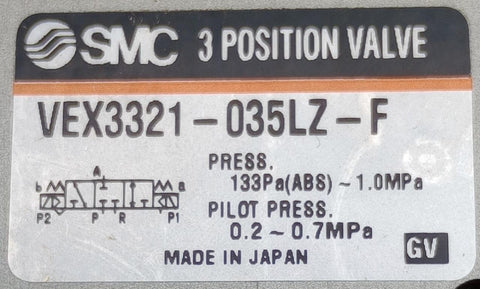 SMC 3 POSITION VALVE
VEX3321-035LZ-F
PRESS.
133Pa(ABS) ~ 1.0MPa
PILOT PRESS.
0.2 ~ 0.7MPa
A
b a
P2 P R P1
MADE IN JAPAN
GV